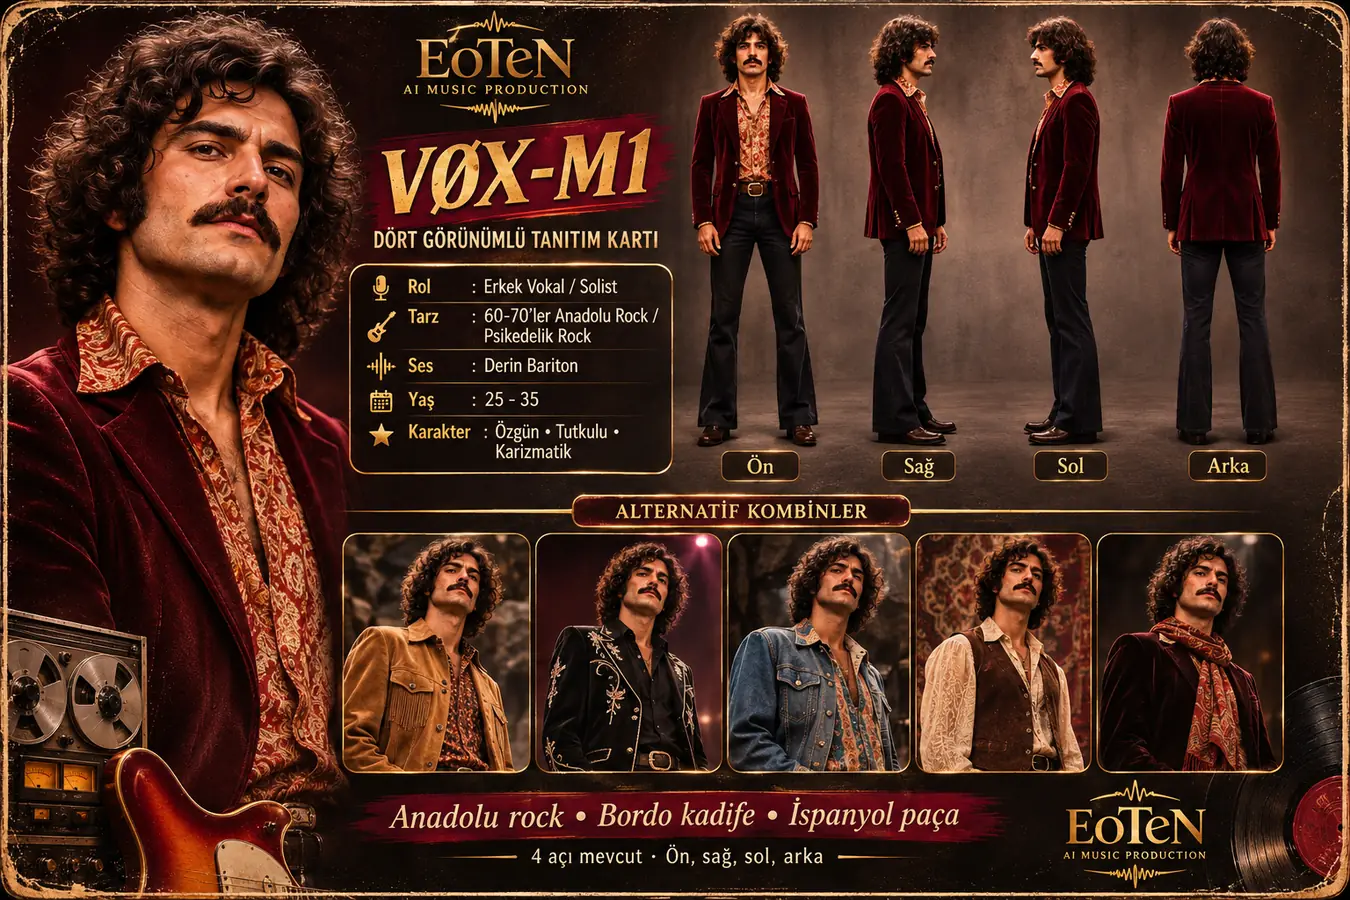 EoTeN
AI MUSIC PRODUCTION
VØX-M1
DÖRT GÖRÜNÜMLÜ TANITIM KARTI
Rol : Erkek Vokal / Solist
Tarz : 60-70'ler Anadolu Rock /
Psikedelik Rock
Ses : Derin Bariton
Yaş : 25 - 35
Karakter : Özgün • Tutkulu •
Karizmatik
Ön
Sağ
Sol
Arka
ALTERNATİF KOMBİNLER
Anadolu rock • Bordo kadife • İspanyol paça
4 açı mevcut · Ön, sağ, sol, arka
EoTeN
AI MUSIC PRODUCTION